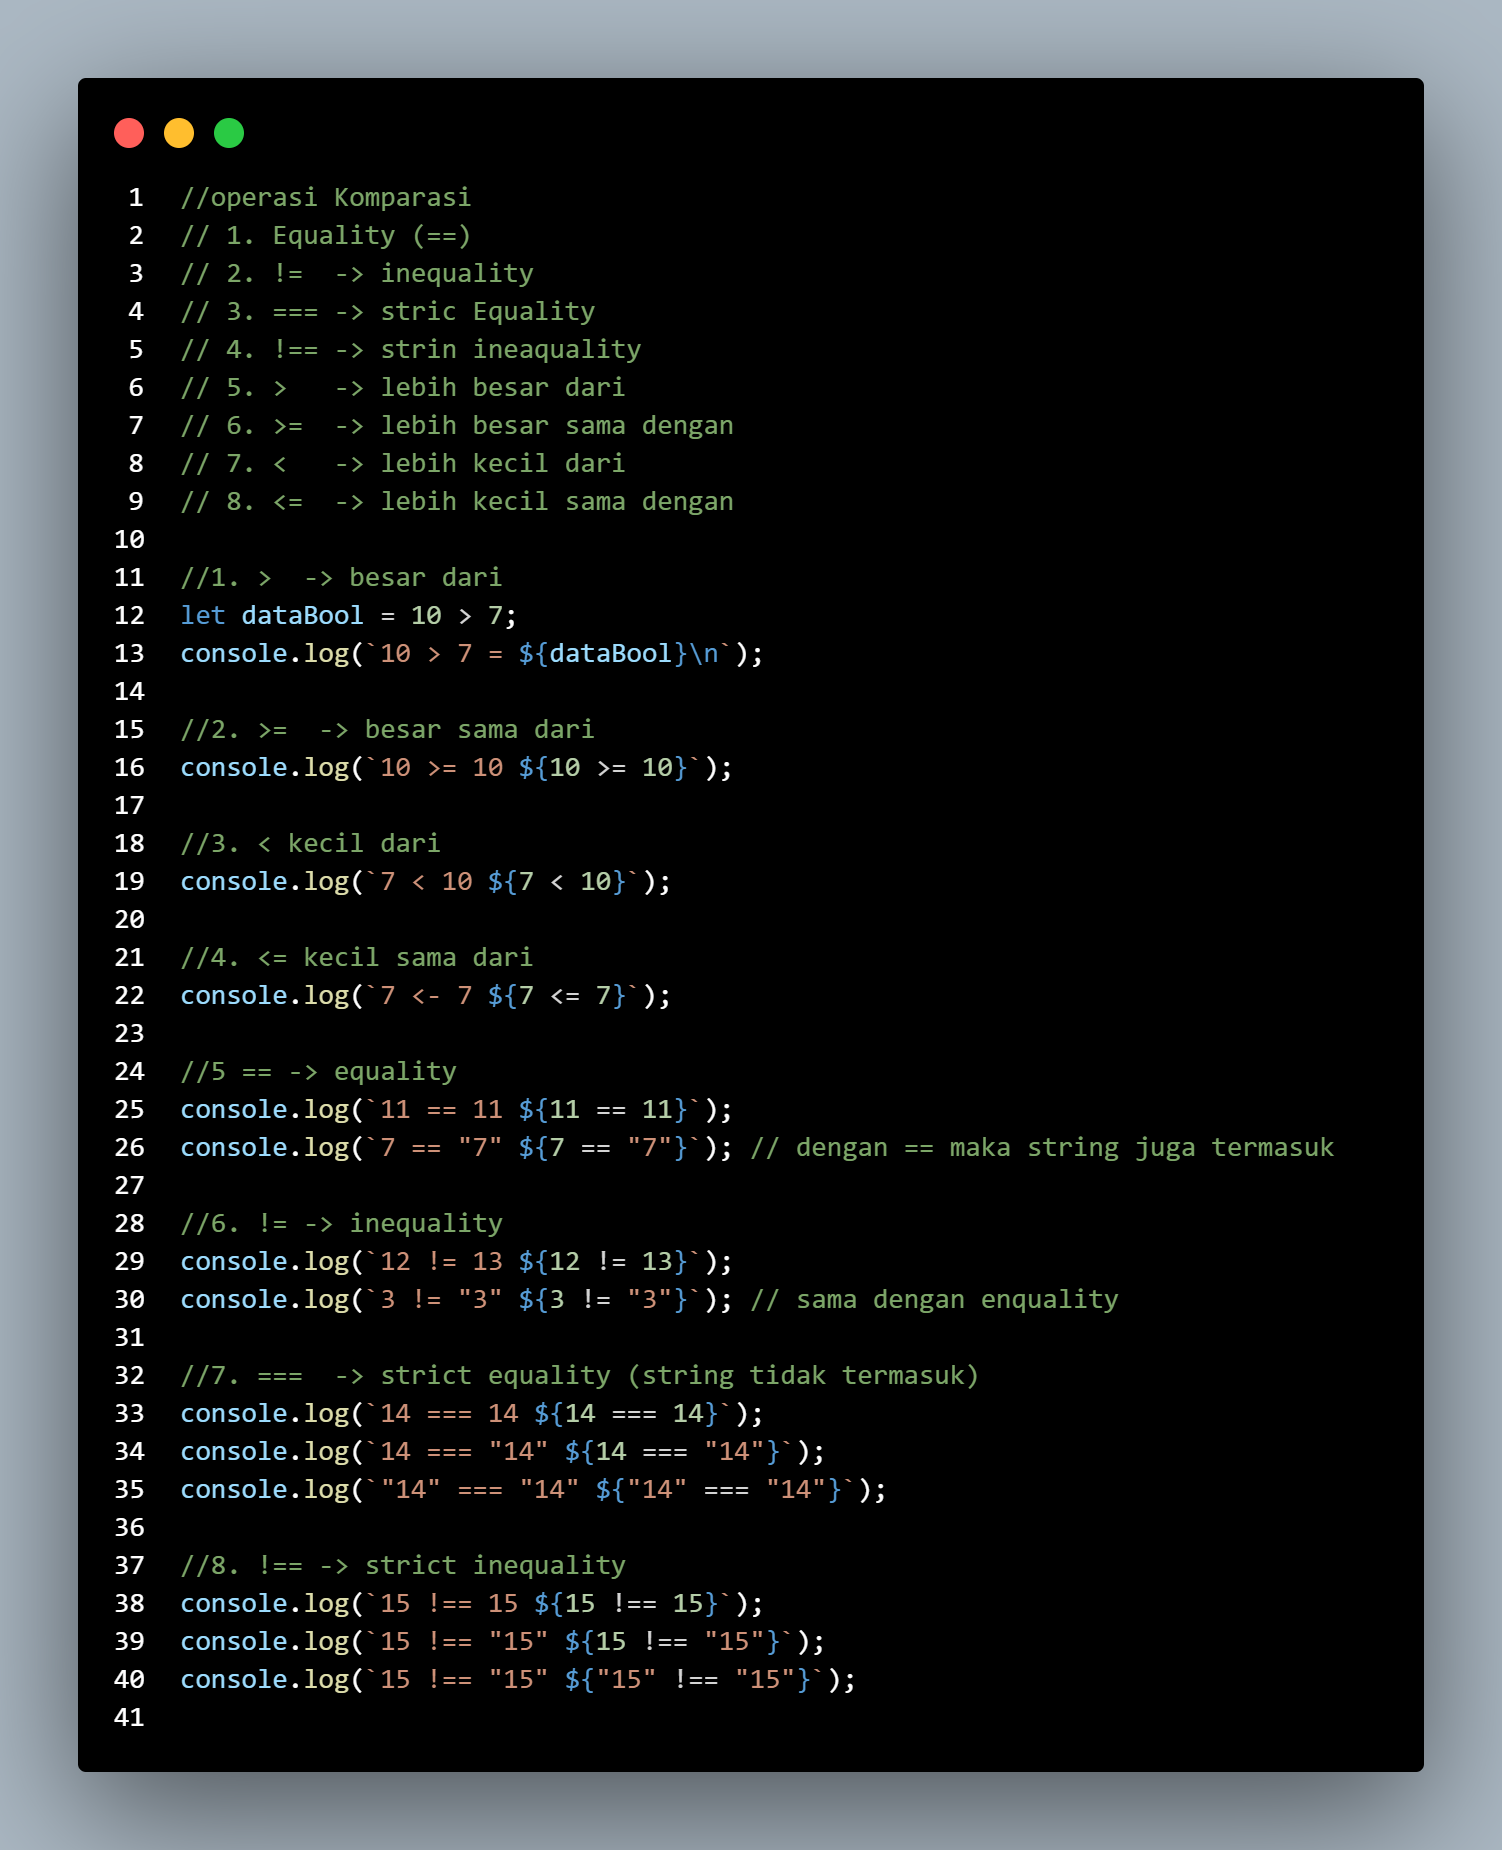 1 //operasi Komparasi
2 // 1. Equality (==)
3 // 2. !=  -> inequality
4 // 3. === -> stric Equality
5 // 4. !== -> strin ineaquality
6 // 5. >   -> lebih besar dari
7 // 6. >=  -> lebih besar sama dengan
8 // 7. <   -> lebih kecil dari
9 // 8. <=  -> lebih kecil sama dengan
10
11 //1. >  -> besar dari
12 let dataBool = 10 > 7;
13 console.log(`10 > 7 = ${dataBool}\n`);
14
15 //2. >=  -> besar sama dari
16 console.log(`10 >= 10 ${10 >= 10}`);
17
18 //3. < kecil dari
19 console.log(`7 < 10 ${7 < 10}`);
20
21 //4. <= kecil sama dari
22 console.log(`7 <- 7 ${7 <= 7}`);
23
24 //5 == -> equality
25 console.log(`11 == 11 ${11 == 11}`);
26 console.log(`7 == "7" ${7 == "7"}`); // dengan == maka string juga termasuk
27
28 //6. != -> inequality
29 console.log(`12 != 13 ${12 != 13}`);
30 console.log(`3 != "3" ${3 != "3"}`); // sama dengan enquality
31
32 //7. ===  -> strict equality (string tidak termasuk)
33 console.log(`14 === 14 ${14 === 14}`);
34 console.log(`14 === "14" ${14 === "14"}`);
35 console.log(`"14" === "14" ${"14" === "14"}`);
36
37 //8. !== -> strict inequality
38 console.log(`15 !== 15 ${15 !== 15}`);
39 console.log(`15 !== "15" ${15 !== "15"}`);
40 console.log(`15 !== "15" ${"15" !== "15"}`);
41